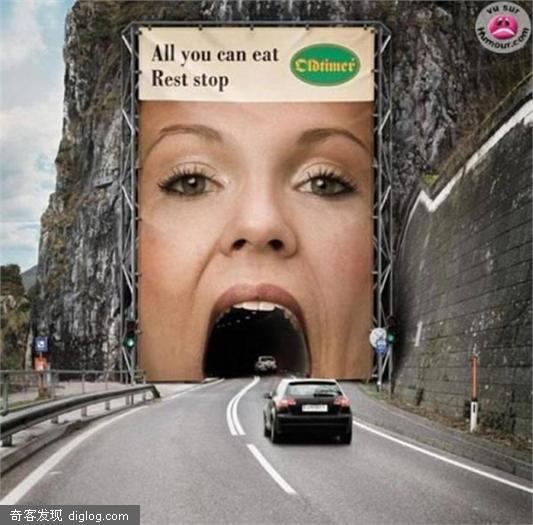 vu sur
Humour.com
All you can eat
Rest stop
Oldtimer
奇客发现 diglog.com